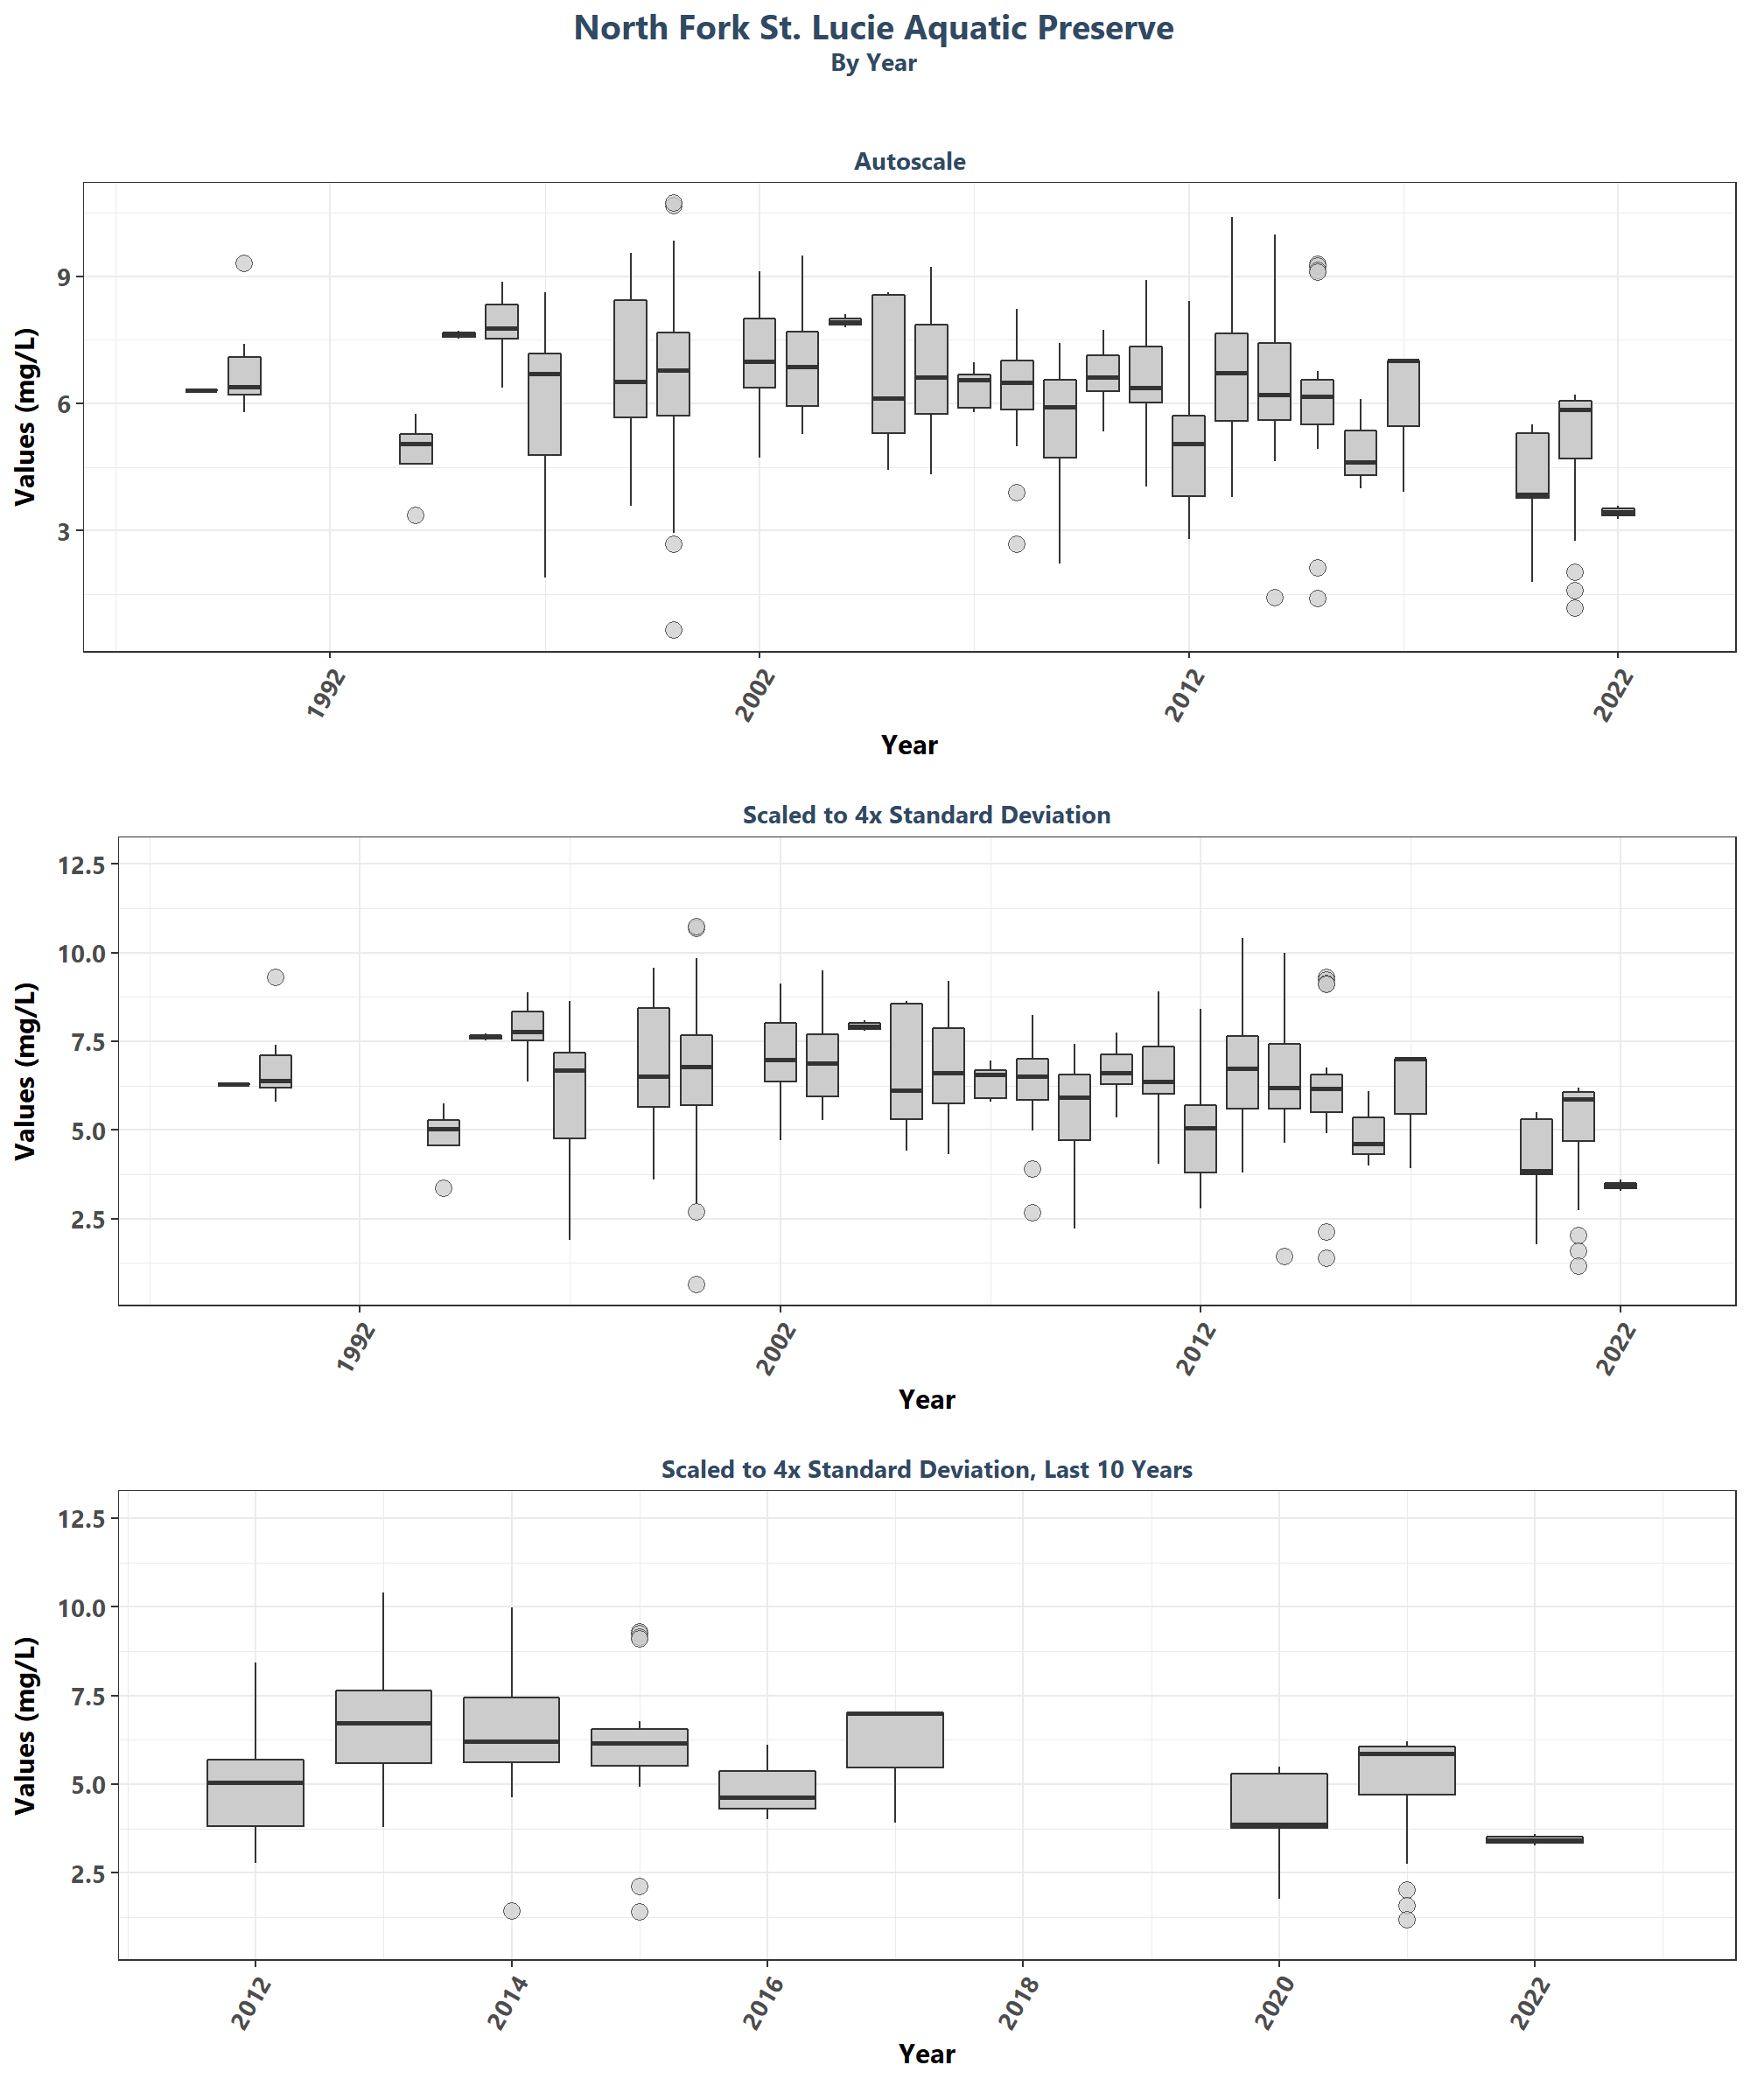 North Fork St. Lucie Aquatic Preserve
By Year
Autoscale
Values (mg/L)
9
6
3
1992
2002
2012
2022
Year
Scaled to 4x Standard Deviation
Values (mg/L)
12.5
10.0
7.5
5.0
2.5
1992
2002
2012
2022
Year
Scaled to 4x Standard Deviation, Last 10 Years
Values (mg/L)
12.5
10.0
7.5
5.0
2.5
2012
2014
2016
2018
2020
2022
Year